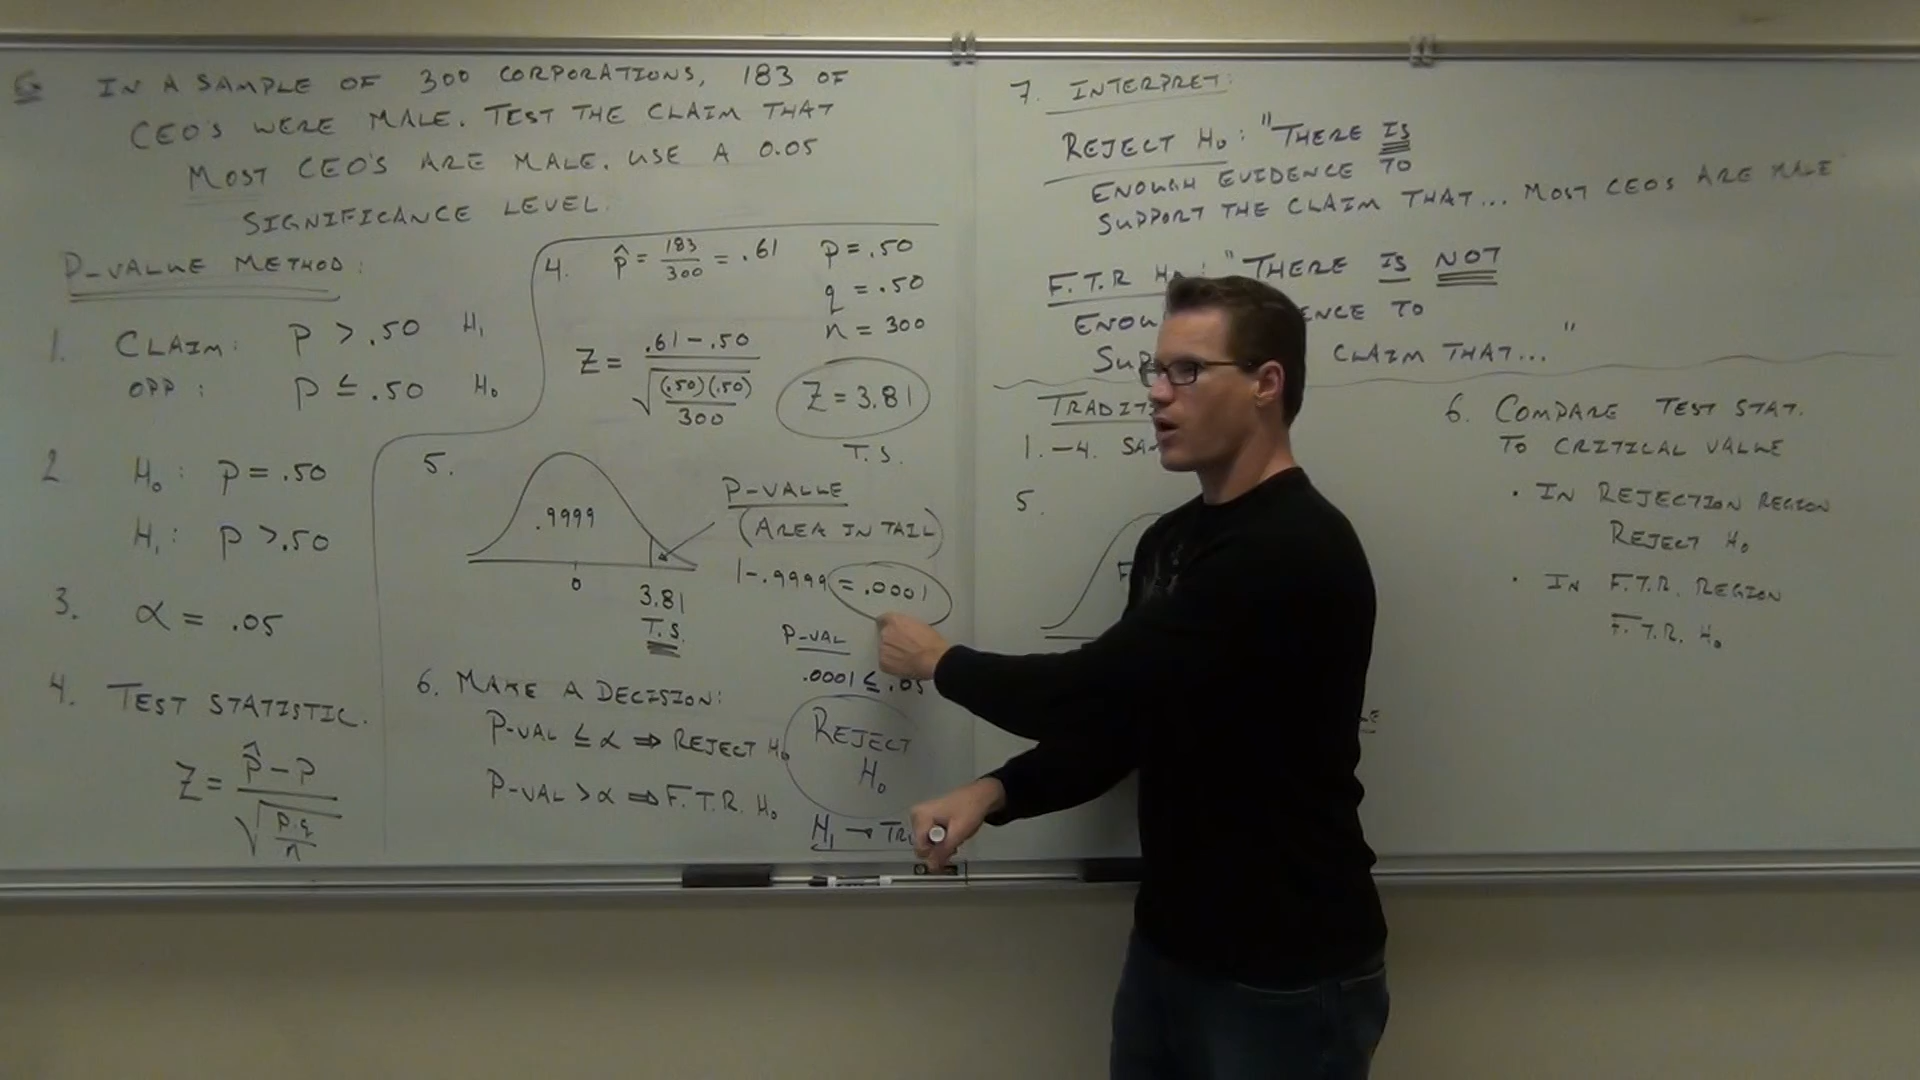 IN A SAMPLE OF 300 CORPORATIONS, 183 OF
CEO'S WERE MALE. TEST THE CLAIM THAT
MOST CEO'S ARE MALE. USE A 0.05
SIGNIFICANCE LEVEL.
P-VALUE METHOD:
1. CLAIM: p > .50 H₁
OPP: p ≤ .50 H₀
2 H₀: p = .50
H₁: p > .50
3. α = .05
4. TEST STATISTIC.
Z = (p̂ - p) / √(p·q/n)
4. p̂ = 183/300 = .61
p = .50
q = .50
n = 300
Z = (.61 - .50) / √((.50)(.50)/300)
Z = 3.81
T.S.
5.
.9999
0
3.81
T.S.
P-VALUE
(AREA IN TAIL)
1-.9999 = .0001
6. MAKE A DECISION:
P-VAL ≤ α ⇒ REJECT H₀
P-VAL > α ⇒ F.T.R. H₀
P-VAL
.0001 ≤ .05
REJECT
H₀
H₁ →
7. INTERPRET:
REJECT H₀: "THERE IS
ENOUGH EVIDENCE TO
SUPPORT THE CLAIM THAT... MOST CEOS ARE MALE
F.T.R H₀: "THERE IS NOT
TO
CLAIM THAT..."
1.-4.
5.
6. COMPARE TEST STAT.
TO CRITICAL VALUE
· IN REJECTION REGION
REJECT H₀
· IN F.T.R. REGION
F.T.R. H₀